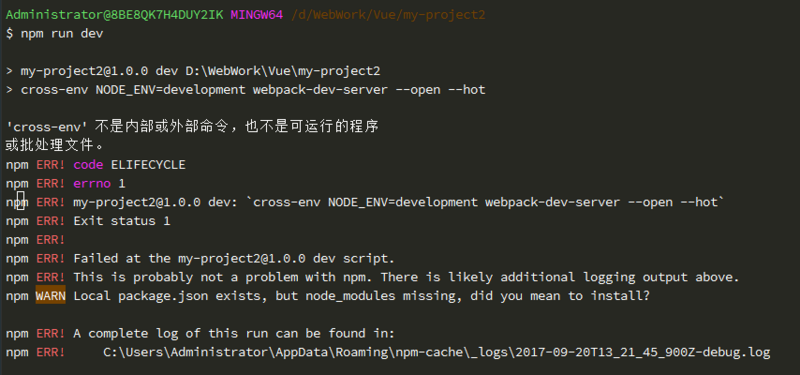 Administrator@8BE8QK7H4DUY2IK MINGW64 /d/WebWork/Vue/my-project2
$ npm run dev
> my-project2@1.0.0 dev D:\WebWork\Vue\my-project2
> cross-env NODE_ENV=development webpack-dev-server --open --hot
'cross-env' 不是内部或外部命令，也不是可运行的程序
或批处理文件。
npm ERR! code ELIFECYCLE
npm ERR! errno 1
npm ERR! my-project2@1.0.0 dev: `cross-env NODE_ENV=development webpack-dev-server --open --hot`
npm ERR! Exit status 1
npm ERR!
npm ERR! Failed at the my-project2@1.0.0 dev script.
npm ERR! This is probably not a problem with npm. There is likely additional logging output above.
npm WARN Local package.json exists, but node_modules missing, did you mean to install?
npm ERR! A complete log of this run can be found in:
npm ERR!     C:\Users\Administrator\AppData\Roaming\npm-cache\_logs\2017-09-20T13_21_45_900Z-debug.log